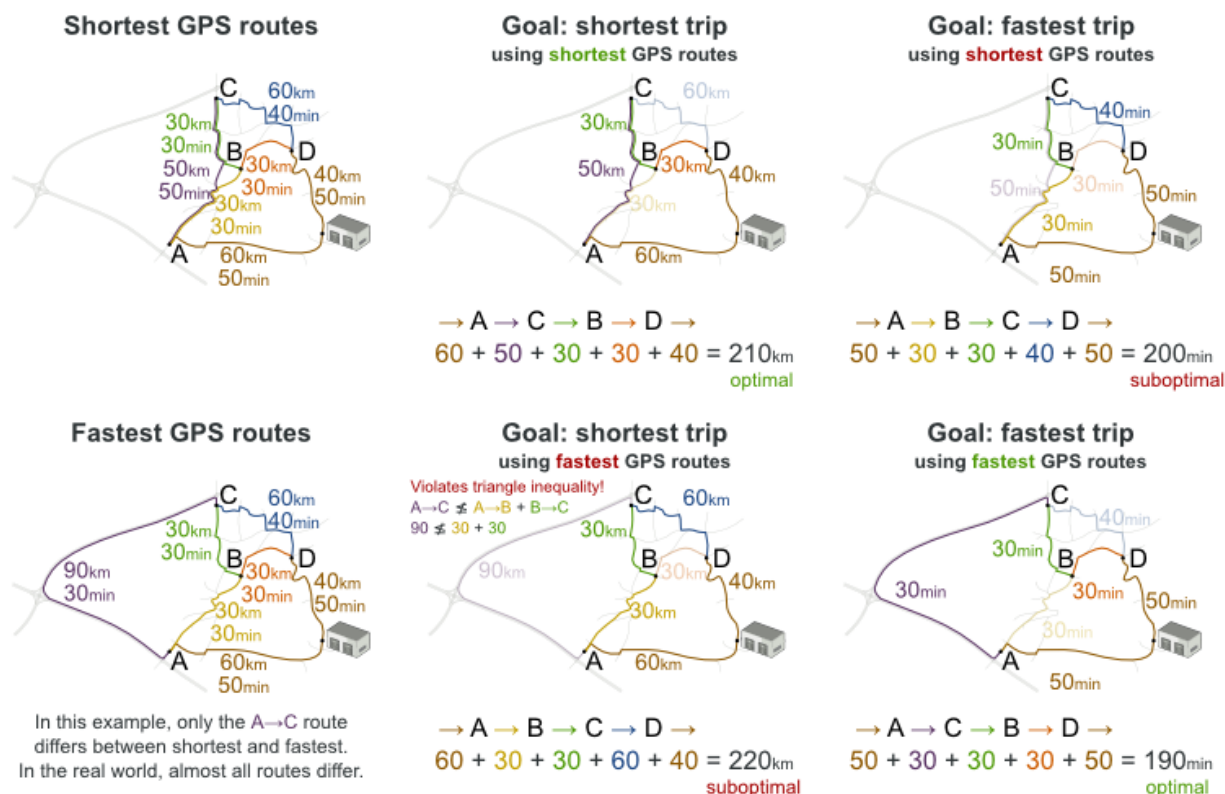 Shortest GPS routes
C
60km
40min
30km
30min
B
D
50km
50min
30km
30min
40km
50min
30km
30min
A
60km
50min
Goal: shortest trip
using shortest GPS routes
C
60km
30km
B
D
50km
30km
40km
30km
A
60km
→ A → C → B → D →
60 + 50 + 30 + 30 + 40 = 210km
optimal
Goal: fastest trip
using shortest GPS routes
C
40min
30min
B
D
50min
30min
50min
30min
A
50min
→ A → B → C → D →
50 + 30 + 30 + 40 + 50 = 200min
suboptimal
Fastest GPS routes
C
60km
40min
30km
30min
B
D
90km
30min
30km
30min
40km
50min
30km
30min
A
60km
50min
In this example, only the A→C route
differs between shortest and fastest.
In the real world, almost all routes differ.
Goal: shortest trip
using fastest GPS routes
Violates triangle inequality!
A→C ≰ A→B + B→C
90 ≰ 30 + 30
C
60km
30km
B
D
90km
30km
40km
30km
A
60km
→ A → B → C → D →
60 + 30 + 30 + 60 + 40 = 220km
suboptimal
Goal: fastest trip
using fastest GPS routes
C
40min
30min
B
D
30min
30min
50min
30min
A
50min
→ A → C → B → D →
50 + 30 + 30 + 30 + 50 = 190min
optimal